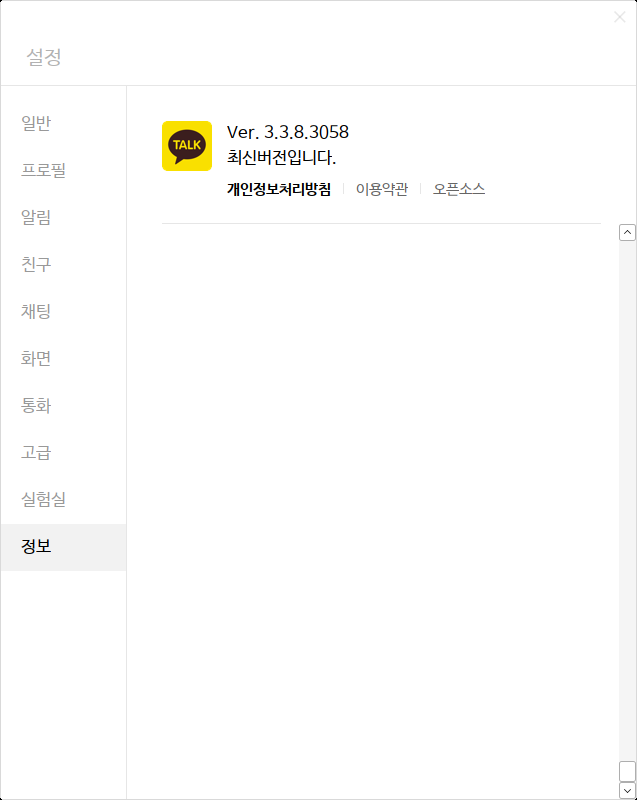 설정
일반
프로필
알림
친구
채팅
화면
통화
고급
실험실
정보
TALK
Ver. 3.3.8.3058
최신버전입니다.
개인정보처리방침 | 이용약관 | 오픈소스